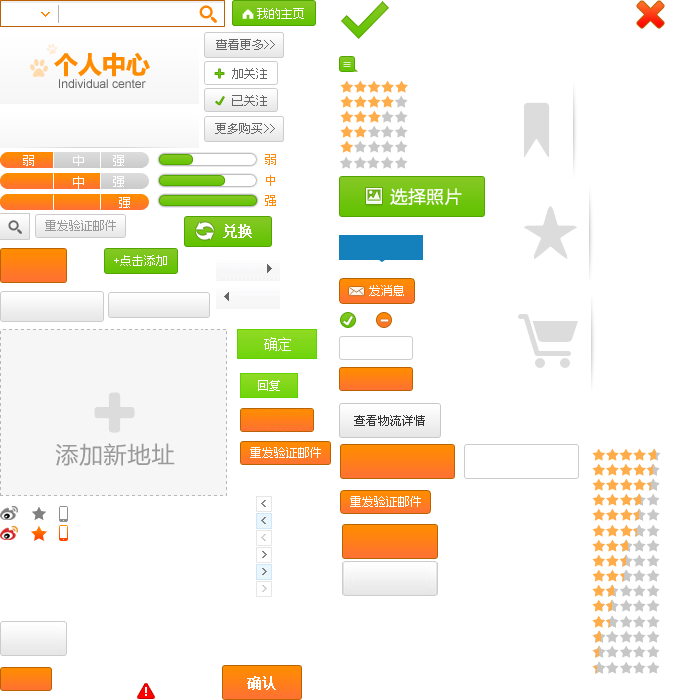 我的主页
查看更多>>
个人中心
Individual center
加关注
已关注
更多购买>>
弱 中 强
弱
弱 中 强
中
强
强
选择照片
重发验证邮件
兑换
+点击添加
发消息
确定
回复
查看物流详情
添加新地址
重发验证邮件
重发验证邮件
确认